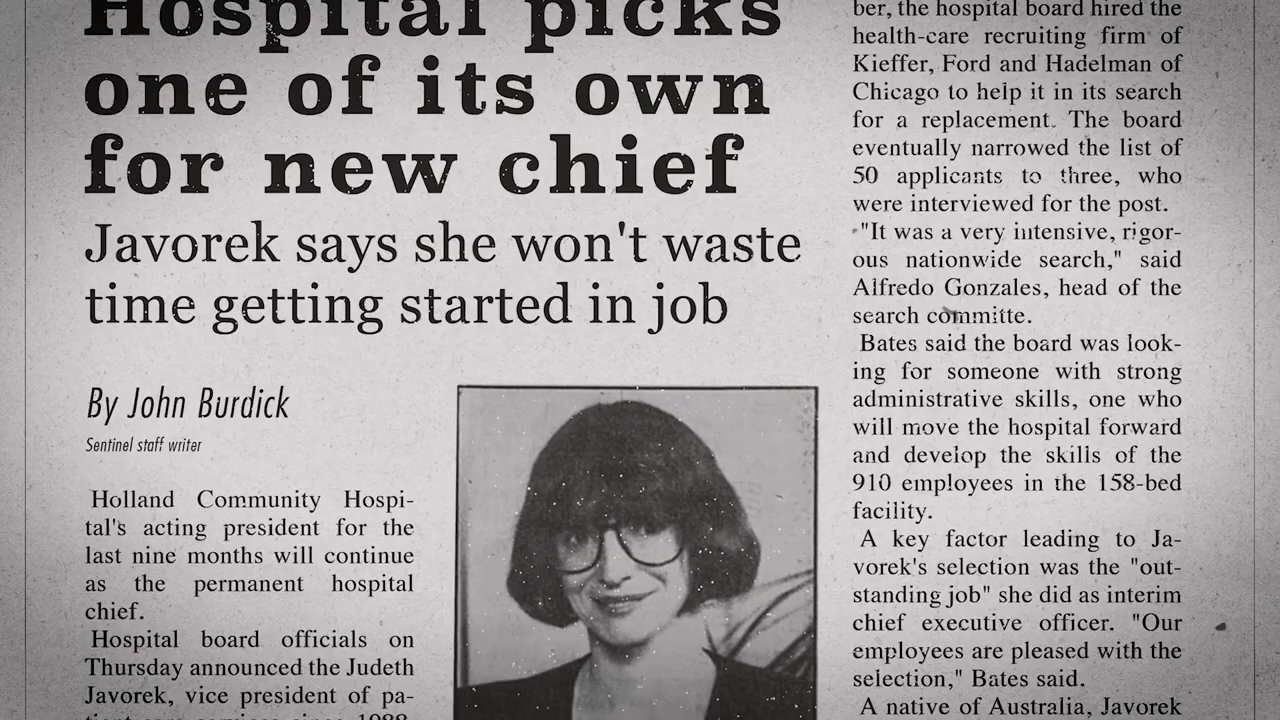 Hospital picks
one of its own
for new chief
Javorek says she won't waste
time getting started in job
By John Burdick
Sentinel staff writer
Holland Community Hospi-
tal's acting president for the
last nine months will continue
as the permanent hospital
chief.
Hospital board officials on
Thursday announced the Judeth
Javorek, vice president of pa-
tient care services since 1988,
ber, the hospital board hired the
health-care recruiting firm of
Kieffer, Ford and Hadelman of
Chicago to help it in its search
for a replacement. The board
eventually narrowed the list of
50 applicants to three, who
were interviewed for the post.
"It was a very intensive, rigor-
ous nationwide search," said
Alfredo Gonzales, head of the
search committe.
Bates said the board was look-
ing for someone with strong
administrative skills, one who
will move the hospital forward
and develop the skills of the
910 employees in the 158-bed
facility.
A key factor leading to Ja-
vorek's selection was the "out-
standing job" she did as interim
chief executive officer. "Our
employees are pleased with the
selection," Bates said.
A native of Australia, Javorek